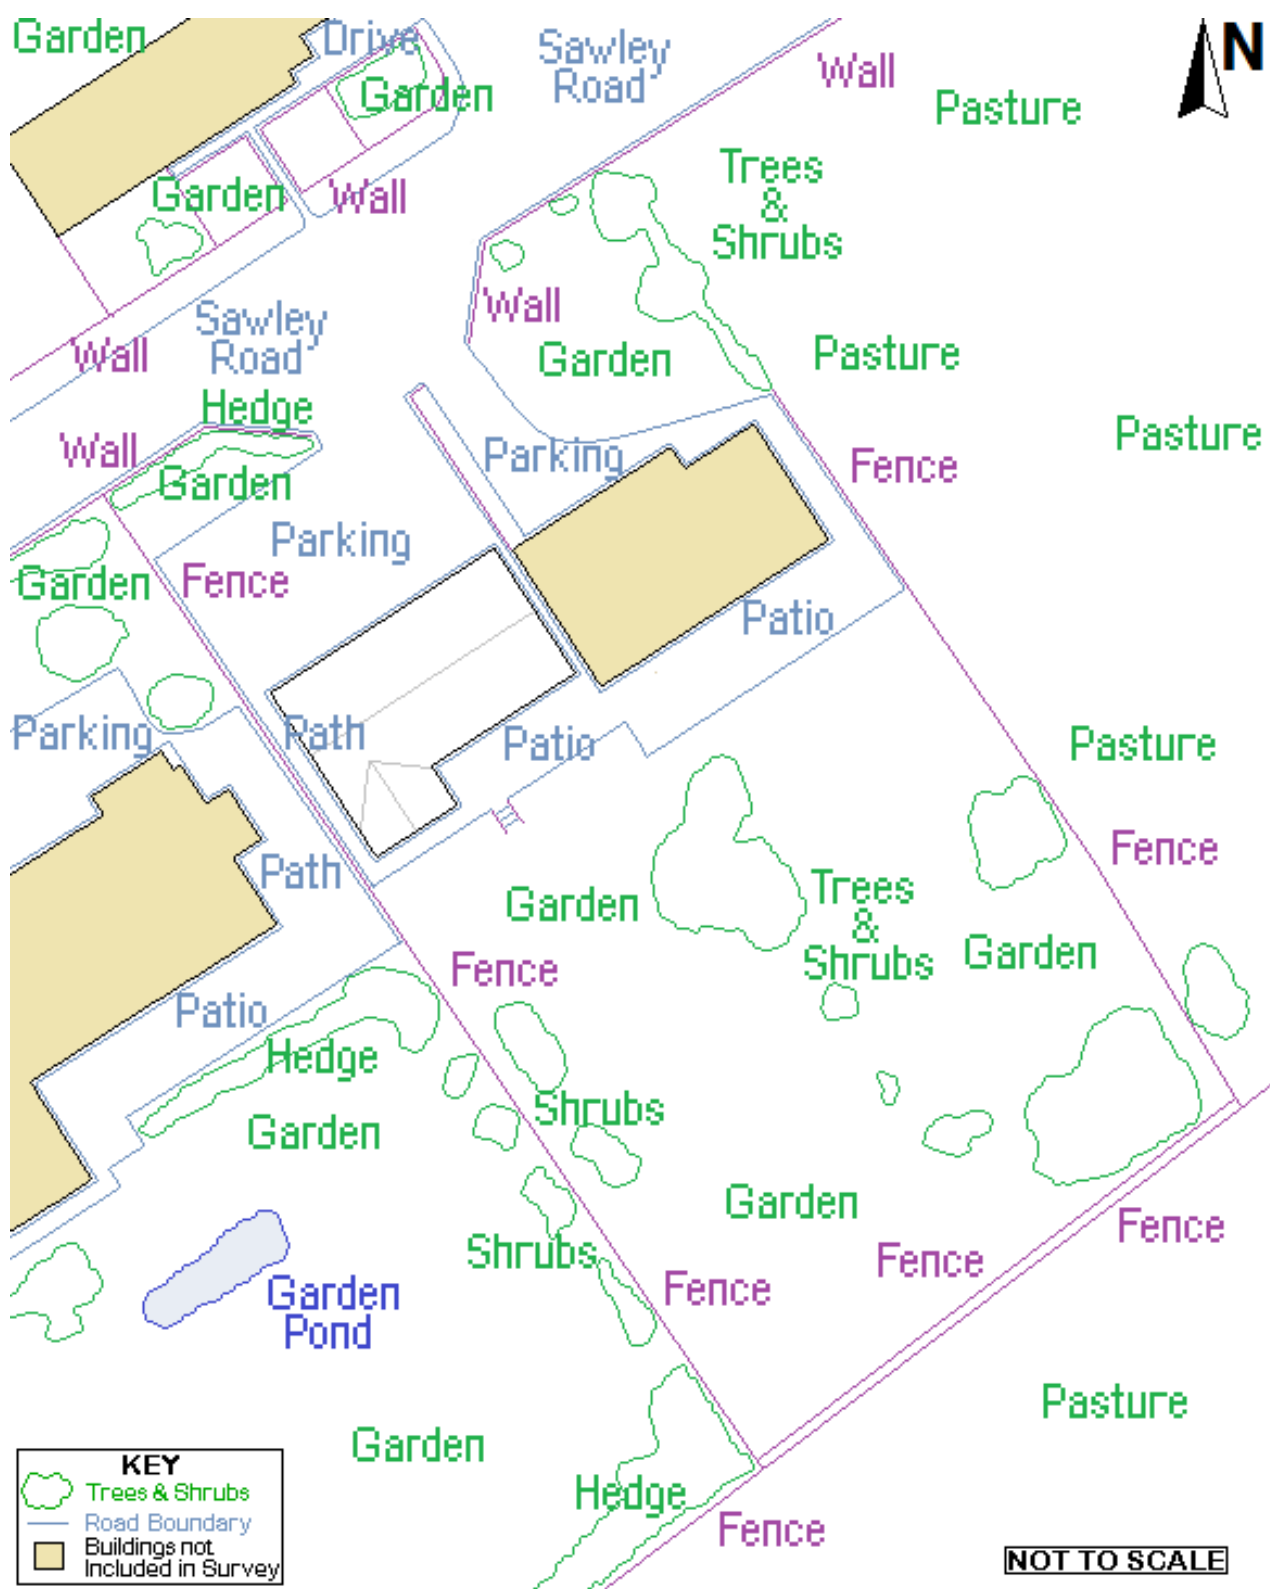 Garden
Drive
Sawley
Road
Wall
N
Pasture
Garden
Trees
&
Shrubs
Garden
Wall
Wall
Sawley
Road
Wall
Garden
Pasture
Hedge
Wall
Garden
Parking
Fence
Pasture
Parking
Garden
Fence
Patio
Parking
Path
Patio
Pasture
Path
Garden
Trees
&
Shrubs
Fence
Garden
Fence
Patio
Hedge
Shrubs
Garden
Garden
Shrubs
Fence
Fence
Garden
Pond
Fence
Pasture
Garden
Hedge
Fence
KEY
Trees & Shrubs
Road Boundary
Buildings not
Included in Survey
NOT TO SCALE